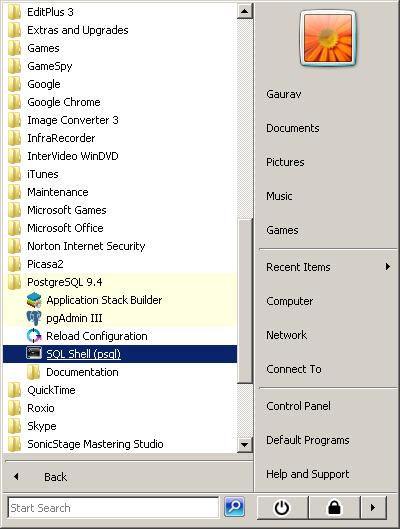 EditPlus 3
Extras and Upgrades
Games
GameSpy
Google
Google Chrome
Image Converter 3
InfraRecorder
InterVideo WinDVD
iTunes
Maintenance
Microsoft Games
Microsoft Office
Norton Internet Security
Picasa2
PostgreSQL 9.4
Application Stack Builder
pgAdmin III
Reload Configuration
SQL Shell (psql)
Documentation
QuickTime
Roxio
Skype
SonicStage Mastering Studio
Back
Start Search
Gaurav
Documents
Pictures
Music
Games
Recent Items
Computer
Network
Connect To
Control Panel
Default Programs
Help and Support